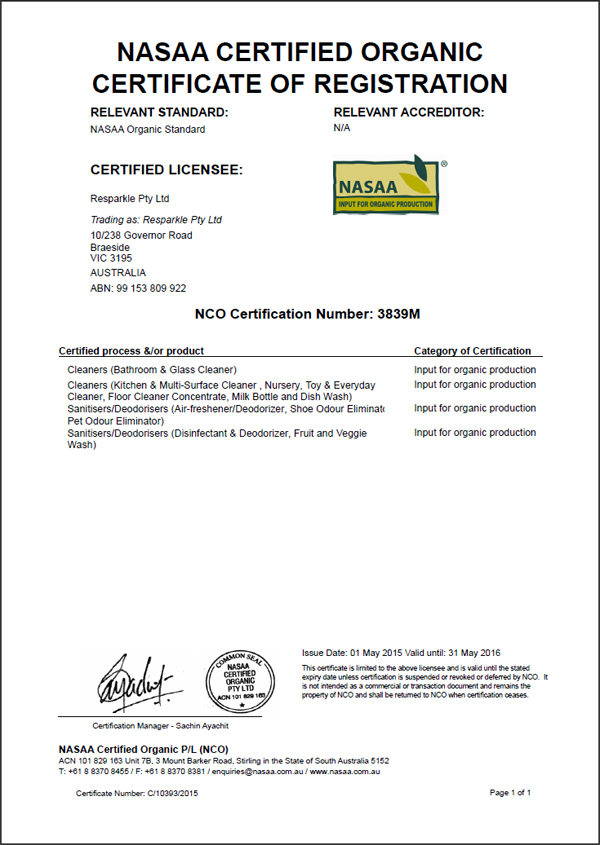 NASAA CERTIFIED ORGANIC
CERTIFICATE OF REGISTRATION
RELEVANT STANDARD:
NASAA Organic Standard
RELEVANT ACCREDITOR:
N/A
CERTIFIED LICENSEE:
Resparkle Pty Ltd
Trading as: Resparkle Pty Ltd
10/238 Governor Road
Braeside
VIC 3195
AUSTRALIA
ABN: 99 153 809 922
NASAA ®
INPUT FOR ORGANIC PRODUCTION
NCO Certification Number: 3839M
Certified process &/or product Category of Certification
Cleaners (Bathroom & Glass Cleaner) Input for organic production
Cleaners (Kitchen & Multi-Surface Cleaner , Nursery, Toy & Everyday Input for organic production
Cleaner, Floor Cleaner Concentrate, Milk Bottle and Dish Wash)
Sanitisers/Deodorisers (Air-freshener/Deodorizer, Shoe Odour Eliminato Input for organic production
Pet Odour Eliminator)
Sanitisers/Deodorisers (Disinfectant & Deodorizer, Fruit and Veggie Input for organic production
Wash)
COMMON SEAL
NASAA
CERTIFIED
ORGANIC
PTY LTD
ACN 101 829 163
Certification Manager - Sachin Ayachit
Issue Date: 01 May 2015 Valid until: 31 May 2016
This certificate is limited to the above licensee and is valid until the stated
expiry date unless certification is suspended or revoked or deferred by NCO. It
is not intended as a commercial or transaction document and remains the
property of NCO and shall be returned to NCO when certification ceases.
NASAA Certified Organic P/L (NCO)
ACN 101 829 163 Unit 7B, 3 Mount Barker Road, Stirling in the State of South Australia 5152
T: +61 8 8370 8455 / F: +61 8 8370 8381 / enquiries@nasaa.com.au / www.nasaa.com.au
Certificate Number: C/10393/2015
Page 1 of 1